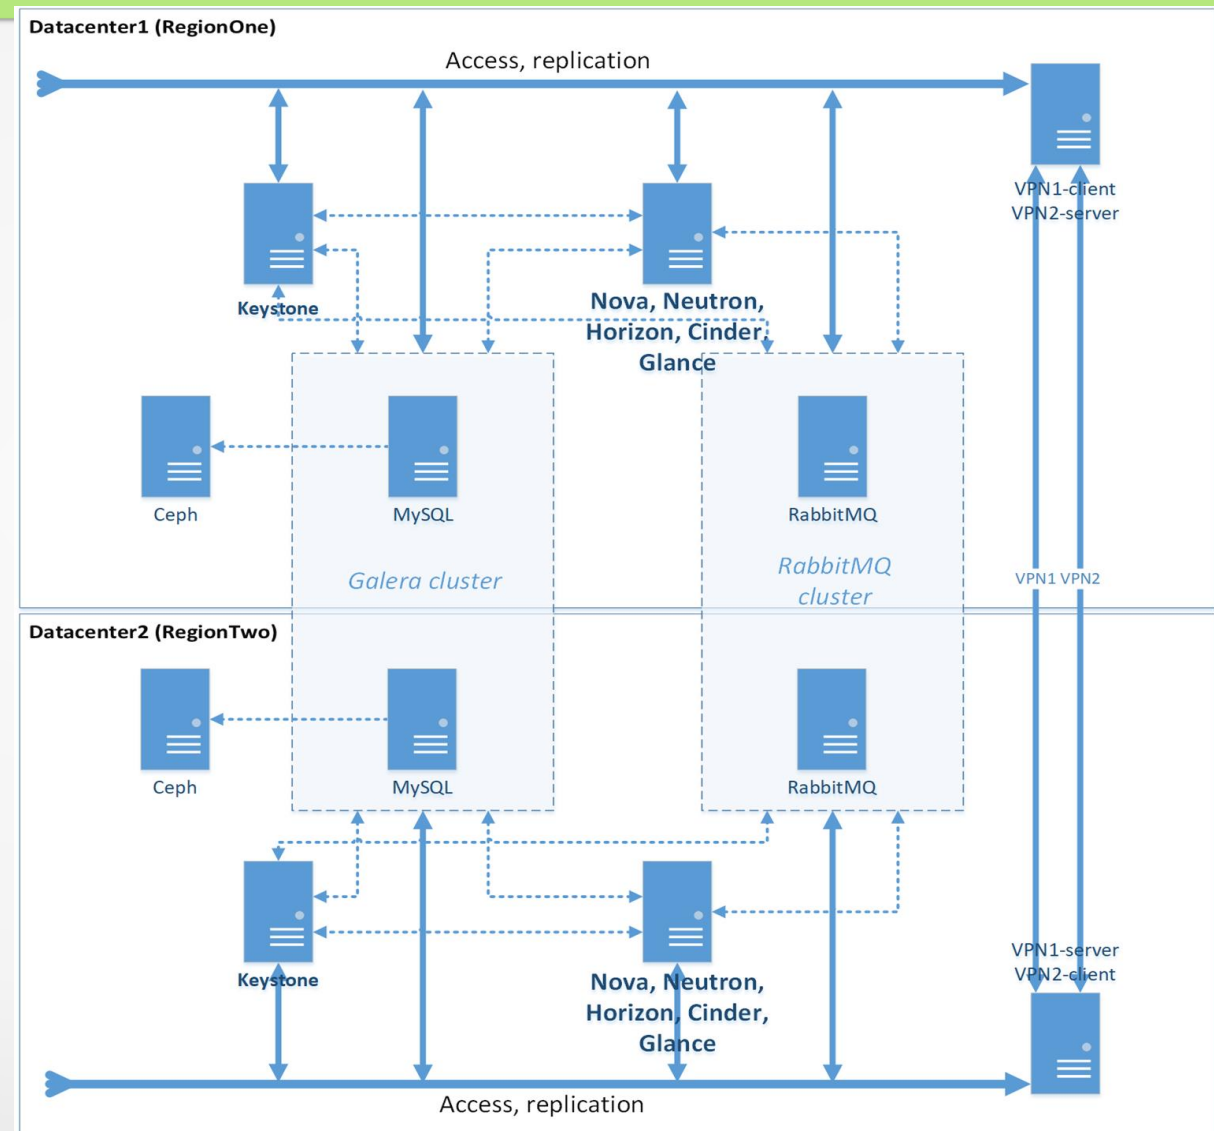 Datacenter1 (RegionOne)
Access, replication
VPN1-client
VPN2-server
Keystone
Nova, Neutron,
Horizon, Cinder,
Glance
Ceph
MySQL
RabbitMQ
Galera cluster
RabbitMQ
cluster
VPN1 VPN2
Datacenter2 (RegionTwo)
Ceph
MySQL
RabbitMQ
Keystone
Nova, Neutron,
Horizon, Cinder,
Glance
VPN1-server
VPN2-client
Access, replication